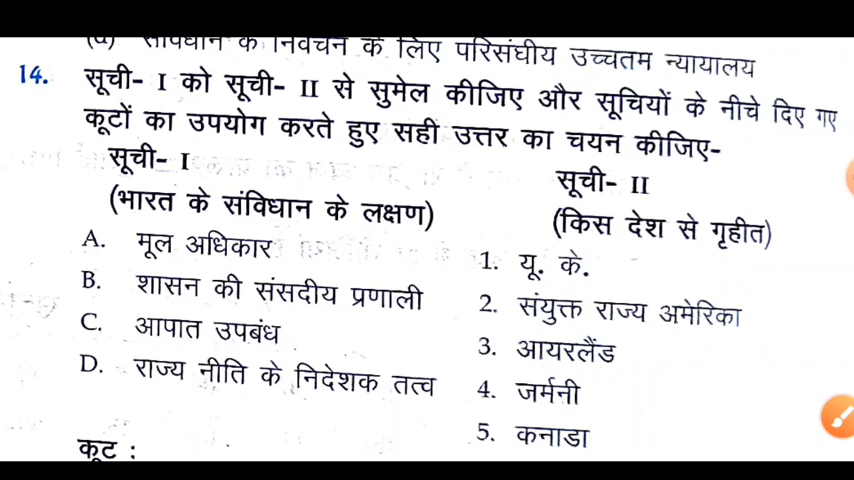 (d) संविधान के निर्वचन के लिए परिसंघीय उच्चतम न्यायालय
14. सूची- I को सूची- II से सुमेल कीजिए और सूचियों के नीचे दिए गए
कूटों का उपयोग करते हुए सही उत्तर का चयन कीजिए-
सूची- I
(भारत के संविधान के लक्षण)
A. मूल अधिकार
B. शासन की संसदीय प्रणाली
C. आपात उपबंध
D. राज्य नीति के निदेशक तत्व
सूची- II
(किस देश से गृहीत)
1. यू. के.
2. संयुक्त राज्य अमेरिका
3. आयरलैंड
4. जर्मनी
5. कनाडा
कूट :